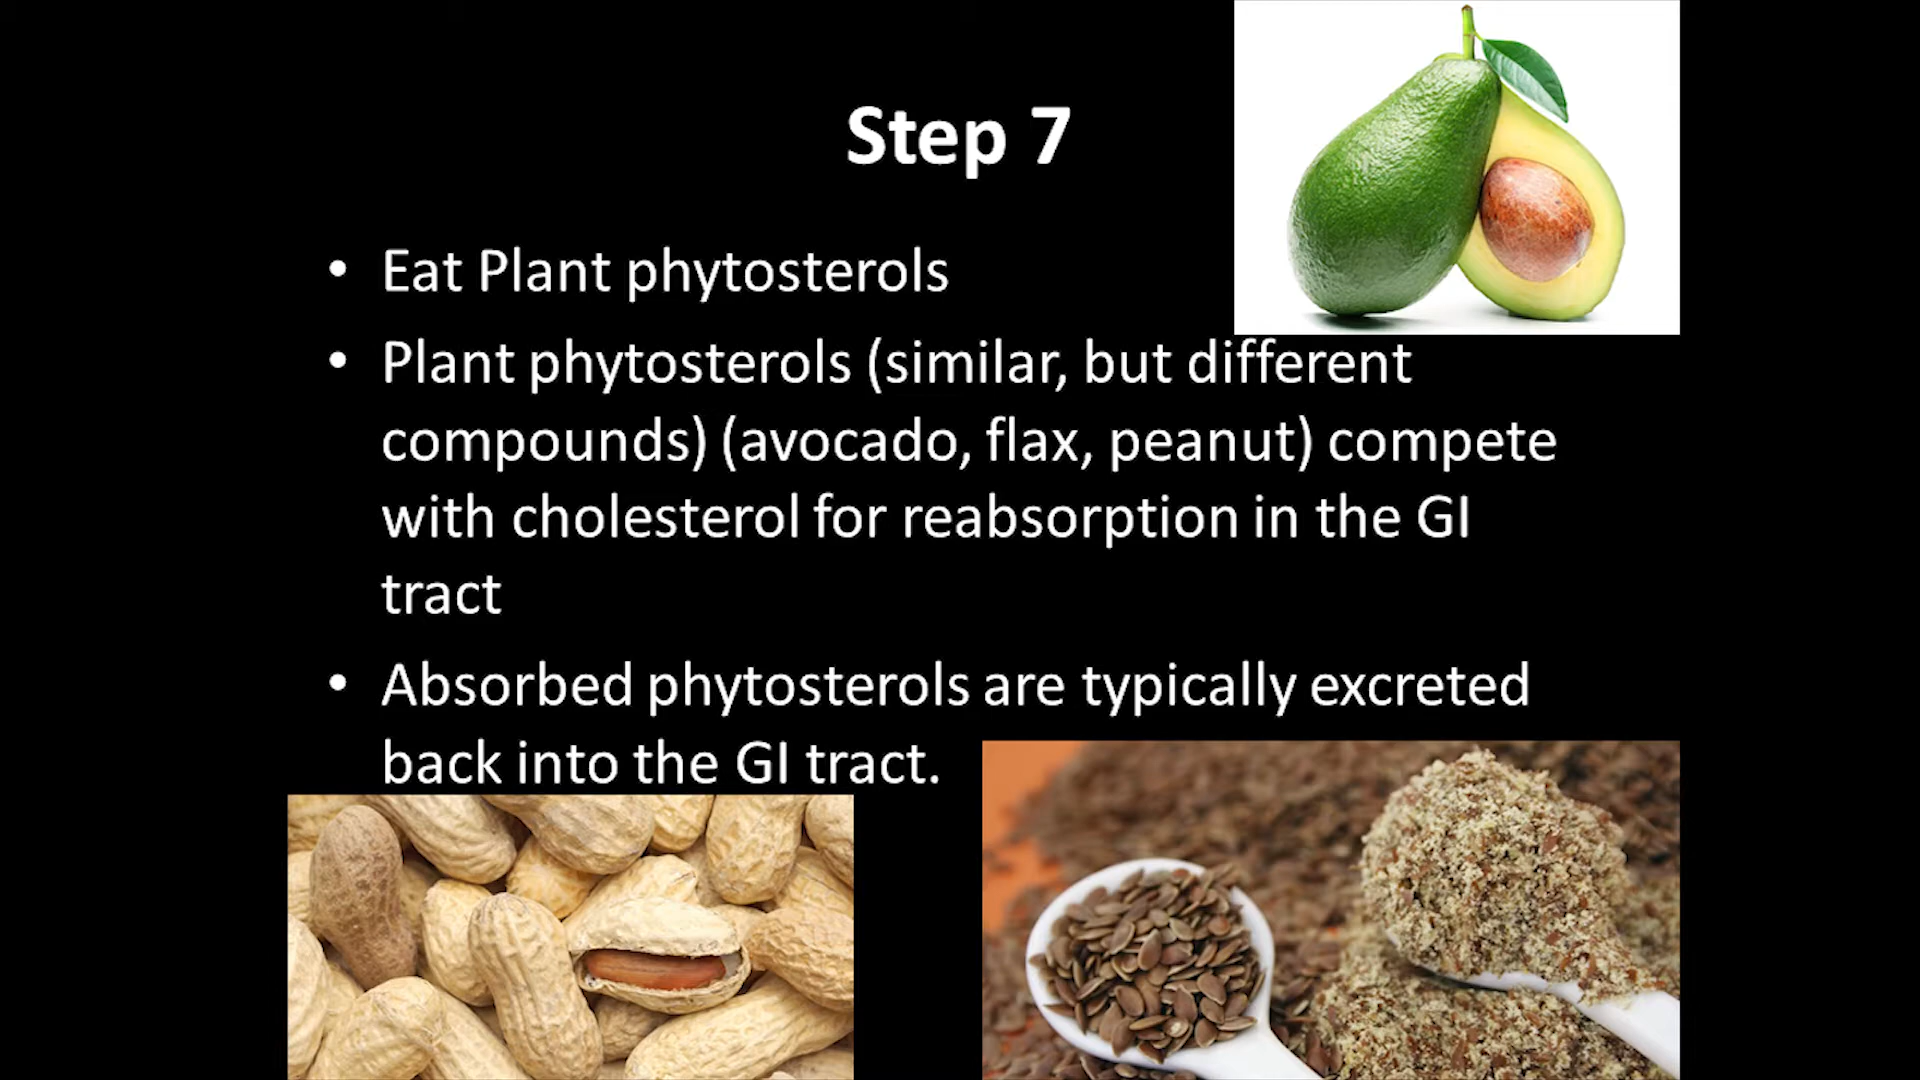 Step 7
• Eat Plant phytosterols
• Plant phytosterols (similar, but different
compounds) (avocado, flax, peanut) compete
with cholesterol for reabsorption in the GI
tract
• Absorbed phytosterols are typically excreted
back into the GI tract.